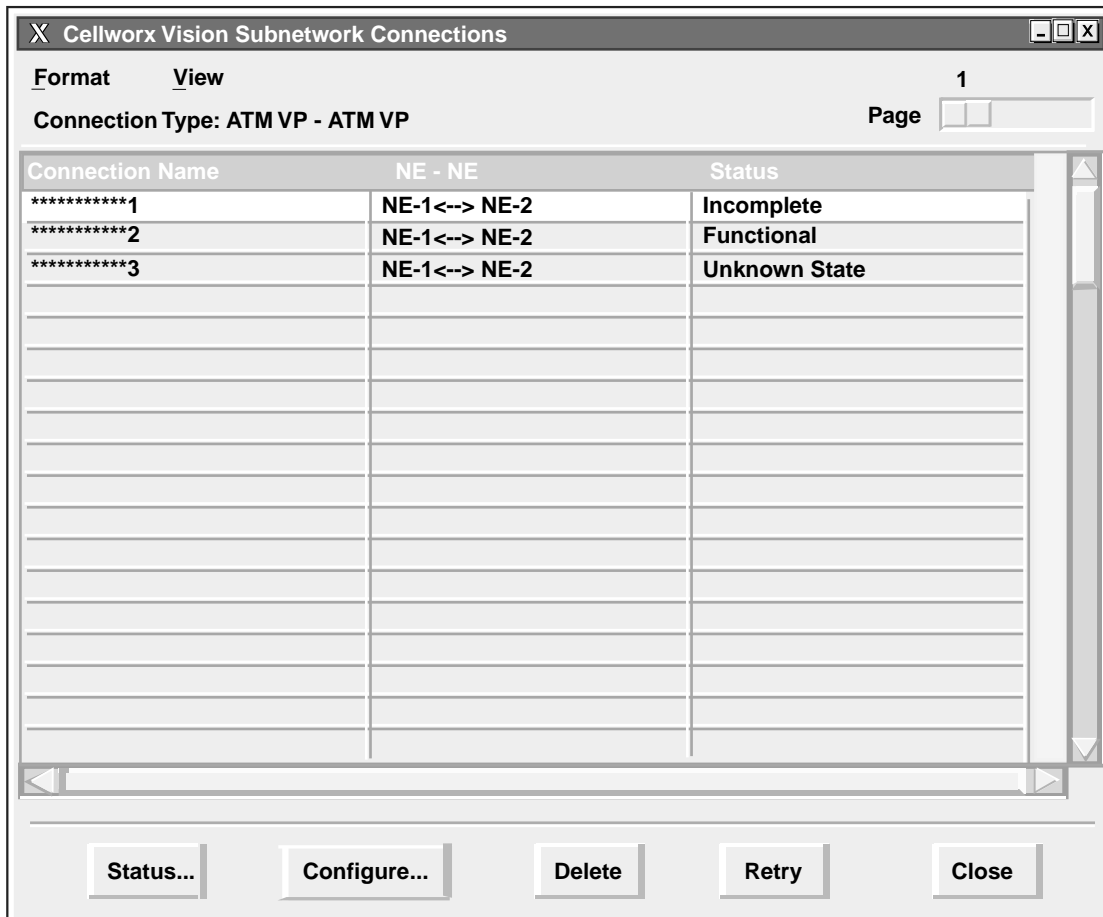 X Cellworx Vision Subnetwork Connections
Format View
1
Connection Type: ATM VP - ATM VP
Page
Connection Name NE - NE Status
***********1 NE-1<--> NE-2 Incomplete
***********2 NE-1<--> NE-2 Functional
***********3 NE-1<--> NE-2 Unknown State
Status... Configure... Delete Retry Close